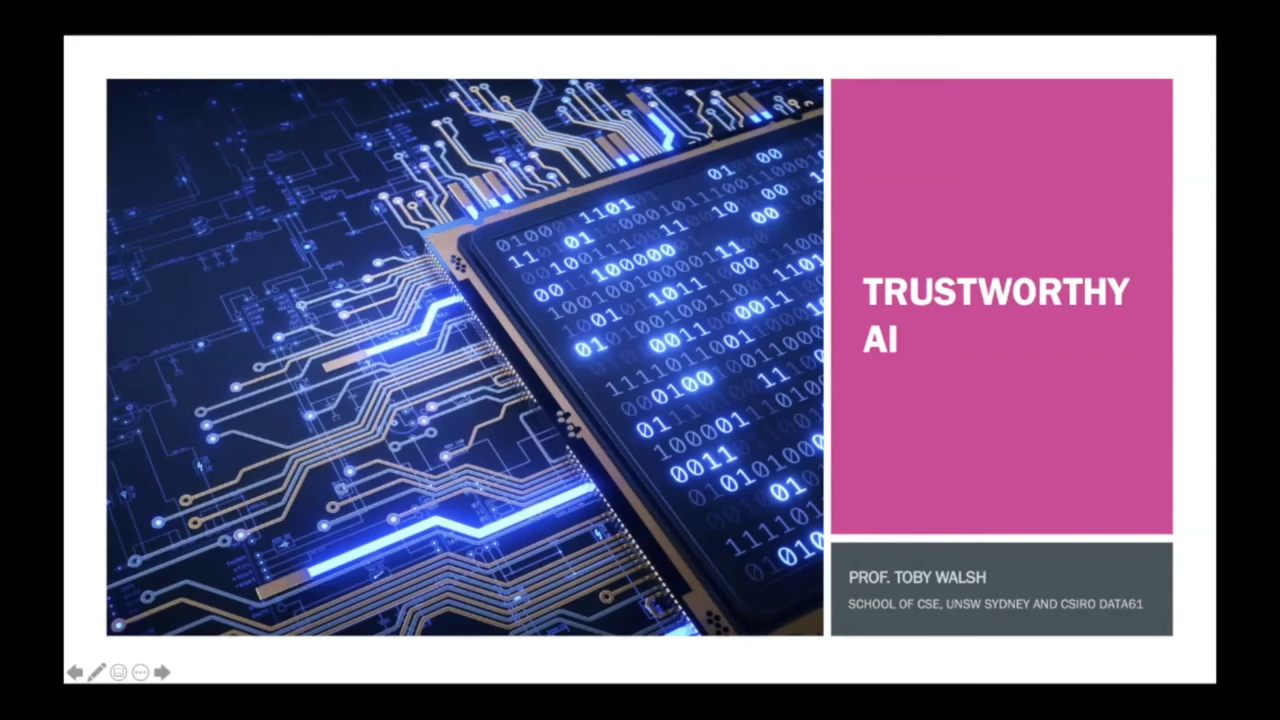 TRUSTWORTHY
AI
PROF. TOBY WALSH
SCHOOL OF CSE, UNSW SYDNEY AND CSIRO DATA61